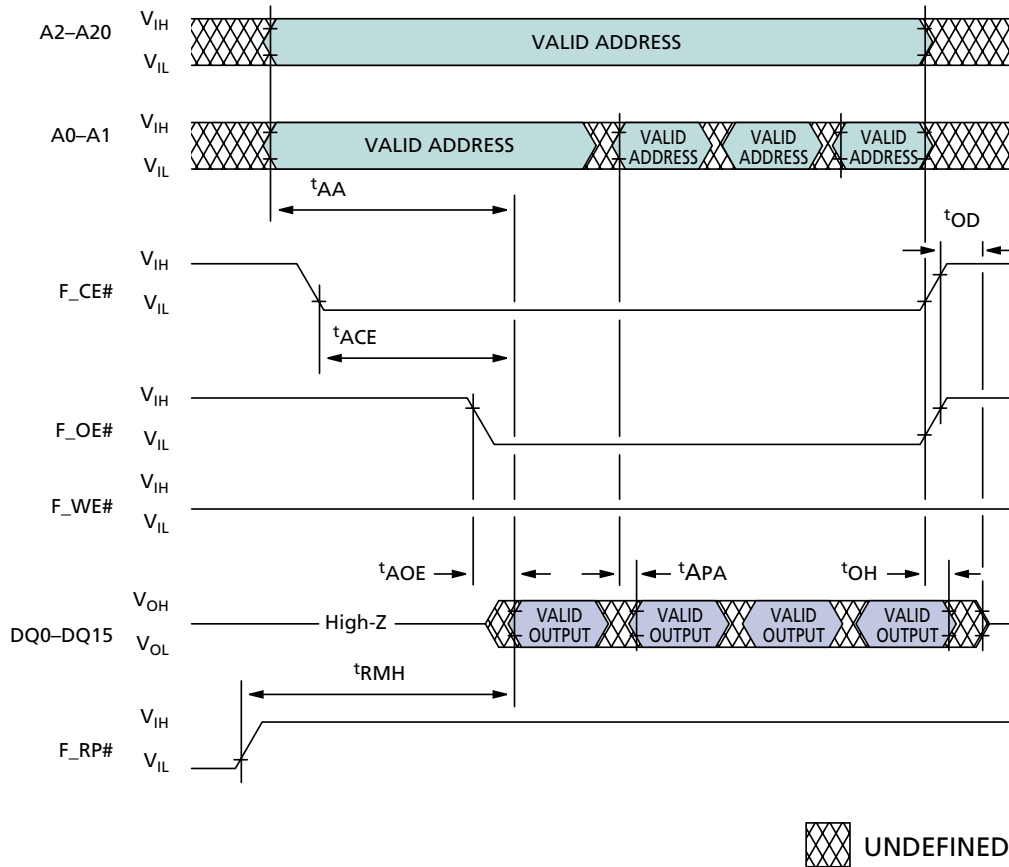 A2–A20 VIH VIL VALID ADDRESS
A0–A1 VIH VIL VALID ADDRESS VALID ADDRESS VALID ADDRESS VALID ADDRESS
tAA
tOD
F_CE# VIH VIL
tACE
F_OE# VIH VIL
F_WE# VIH VIL
tAOE tAPA tOH
DQ0–DQ15 VOH VOL High-Z VALID OUTPUT VALID OUTPUT VALID OUTPUT VALID OUTPUT
tRMH
F_RP# VIH VIL
UNDEFINED